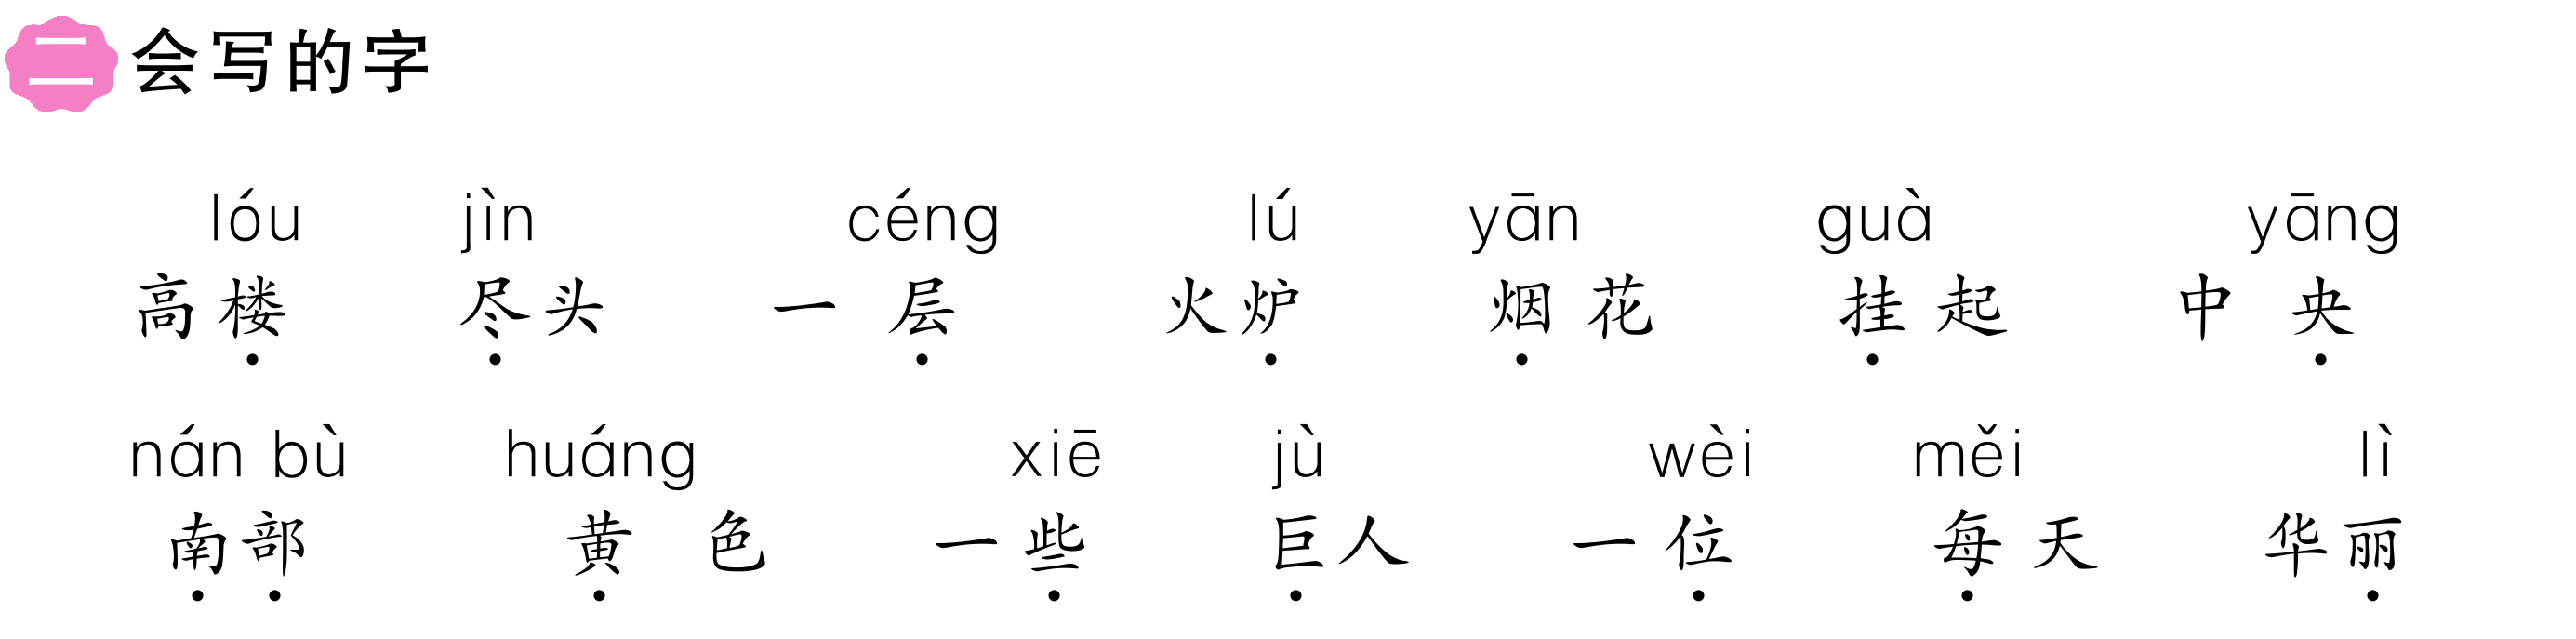 二 会写的字
lóu jìn céng lú yān guà yāng
高楼 尽头 一层 火炉 烟花 挂起 中央
nán bù huáng xiē jù wèi měi lì
南部 黄色 一些 巨人 一位 每天 华丽